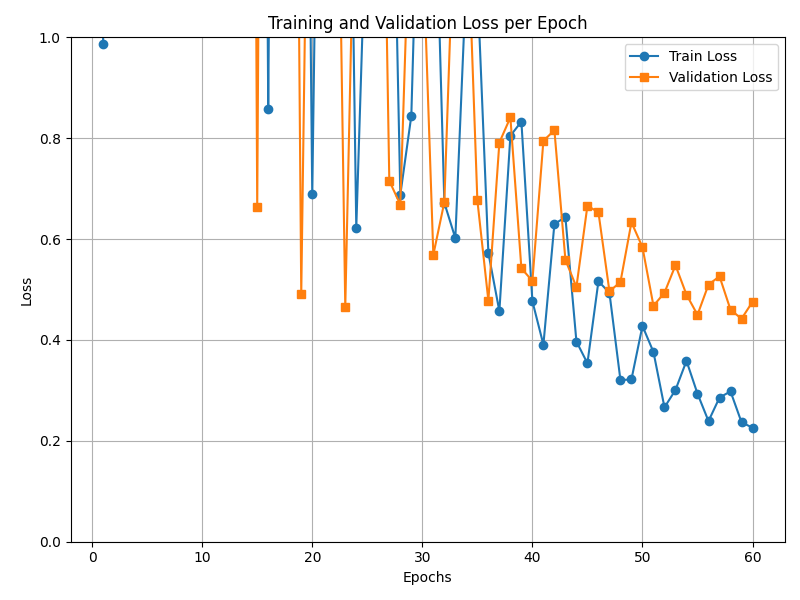 Training and Validation Loss per Epoch
Train Loss
Validation Loss
Loss
1.0
0.8
0.6
0.4
0.2
0.0
0 10 20 30 40 50 60
Epochs